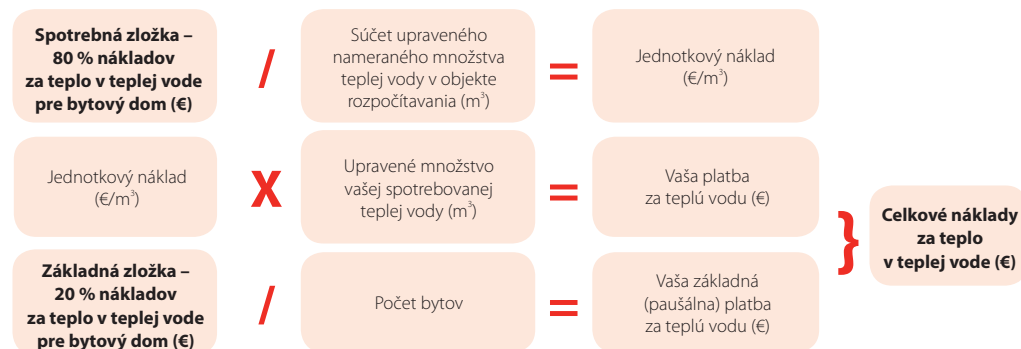 Spotrebná zložka –
80 % nákladov
za teplo v teplej vode
pre bytový dom (€)
/
Súčet upraveného
nameraného množstva
teplej vody v objekte
rozpočítavania (m³)
=
Jednotkový náklad
(€/m³)
Jednotkový náklad
(€/m³)
X
Upravené množstvo
vašej spotrebovanej
teplej vody (m³)
=
Vaša platba
za teplú vodu (€)
Základná zložka –
20 % nákladov
za teplo v teplej vode
pre bytový dom (€)
/
Počet bytov
=
Vaša základná
(paušálna) platba
za teplú vodu (€)
}
Celkové náklady
za teplo
v teplej vode (€)